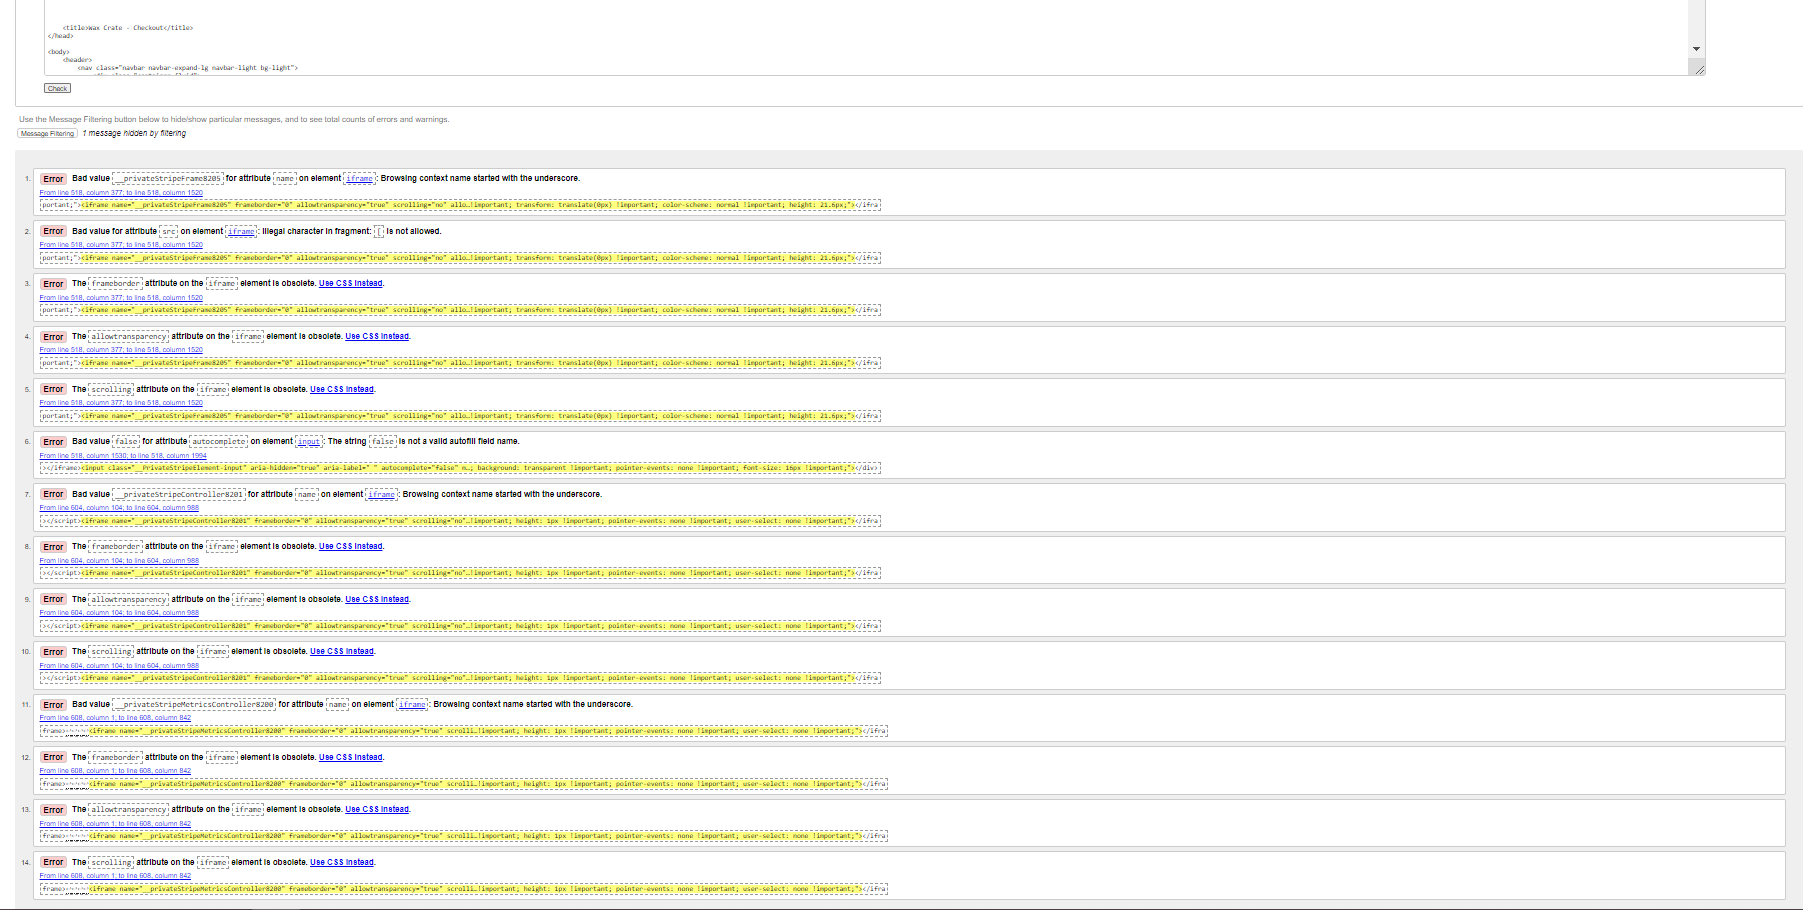 <title>Wax Crate - Checkout</title>
</head>
<body>
<header>
<nav class="navbar navbar-expand-lg navbar-light bg-light">
Check
Use the Message Filtering button below to hide/show particular messages, and to see total counts of errors and warnings.
Message Filtering 1 message hidden by filtering
1. Error Bad value __privateStripeFrame8205 for attribute name on element iframe: Browsing context name started with the underscore.
From line 518, column 377; to line 518, column 1520
portant;"><iframe name="__privateStripeFrame8205" frameborder="0" allowtransparency="true" scrolling="no" allo…!important; transform: translate(0px) !important; color-scheme: normal !important; height: 21.6px;"></ifra
2. Error Bad value for attribute src on element iframe: Illegal character in fragment: [ is not allowed.
From line 518, column 377; to line 518, column 1520
portant;"><iframe name="__privateStripeFrame8205" frameborder="0" allowtransparency="true" scrolling="no" allo…!important; transform: translate(0px) !important; color-scheme: normal !important; height: 21.6px;"></ifra
3. Error The frameborder attribute on the iframe element is obsolete. Use CSS instead.
From line 518, column 377; to line 518, column 1520
portant;"><iframe name="__privateStripeFrame8205" frameborder="0" allowtransparency="true" scrolling="no" allo…!important; transform: translate(0px) !important; color-scheme: normal !important; height: 21.6px;"></ifra
4. Error The allowtransparency attribute on the iframe element is obsolete. Use CSS instead.
From line 518, column 377; to line 518, column 1520
portant;"><iframe name="__privateStripeFrame8205" frameborder="0" allowtransparency="true" scrolling="no" allo…!important; transform: translate(0px) !important; color-scheme: normal !important; height: 21.6px;"></ifra
5. Error The scrolling attribute on the iframe element is obsolete. Use CSS instead.
From line 518, column 377; to line 518, column 1520
portant;"><iframe name="__privateStripeFrame8205" frameborder="0" allowtransparency="true" scrolling="no" allo…!important; transform: translate(0px) !important; color-scheme: normal !important; height: 21.6px;"></ifra
6. Error Bad value false for attribute autocomplete on element input: The string false is not a valid autofill field name.
From line 518, column 1530; to line 518, column 1994
></iframe><input class="__PrivateStripeElement-input" aria-hidden="true" aria-label=" " autocomplete="false" m…; background: transparent !important; pointer-events: none !important; font-size: 16px !important;"></div>
7. Error Bad value __privateStripeController8201 for attribute name on element iframe: Browsing context name started with the underscore.
From line 604, column 104; to line 604, column 988
></script><iframe name="__privateStripeController8201" frameborder="0" allowtransparency="true" scrolling="no"…!important; height: 1px !important; pointer-events: none !important; user-select: none !important;"></ifra
8. Error The frameborder attribute on the iframe element is obsolete. Use CSS instead.
From line 604, column 104; to line 604, column 988
></script><iframe name="__privateStripeController8201" frameborder="0" allowtransparency="true" scrolling="no"…!important; height: 1px !important; pointer-events: none !important; user-select: none !important;"></ifra
9. Error The allowtransparency attribute on the iframe element is obsolete. Use CSS instead.
From line 604, column 104; to line 604, column 988
></script><iframe name="__privateStripeController8201" frameborder="0" allowtransparency="true" scrolling="no"…!important; height: 1px !important; pointer-events: none !important; user-select: none !important;"></ifra
10. Error The scrolling attribute on the iframe element is obsolete. Use CSS instead.
From line 604, column 104; to line 604, column 988
></script><iframe name="__privateStripeController8201" frameborder="0" allowtransparency="true" scrolling="no"…!important; height: 1px !important; pointer-events: none !important; user-select: none !important;"></ifra
11. Error Bad value __privateStripeMetricsController8200 for attribute name on element iframe: Browsing context name started with the underscore.
From line 608, column 1; to line 608, column 842
frame><iframe name="__privateStripeMetricsController8200" frameborder="0" allowtransparency="true" scrolli…!important; height: 1px !important; pointer-events: none !important; user-select: none !important;"></ifra
12. Error The frameborder attribute on the iframe element is obsolete. Use CSS instead.
From line 608, column 1; to line 608, column 842
frame><iframe name="__privateStripeMetricsController8200" frameborder="0" allowtransparency="true" scrolli…!important; height: 1px !important; pointer-events: none !important; user-select: none !important;"></ifra
13. Error The allowtransparency attribute on the iframe element is obsolete. Use CSS instead.
From line 608, column 1; to line 608, column 842
frame><iframe name="__privateStripeMetricsController8200" frameborder="0" allowtransparency="true" scrolli…!important; height: 1px !important; pointer-events: none !important; user-select: none !important;"></ifra
14. Error The scrolling attribute on the iframe element is obsolete. Use CSS instead.
From line 608, column 1; to line 608, column 842
frame><iframe name="__privateStripeMetricsController8200" frameborder="0" allowtransparency="true" scrolli…!important; height: 1px !important; pointer-events: none !important; user-select: none !important;"></ifra